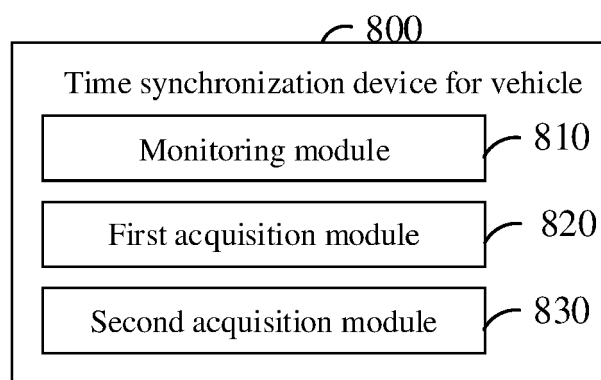 800
Time synchronization device for vehicle
Monitoring module
810
First acquisition module
820
Second acquisition module
830